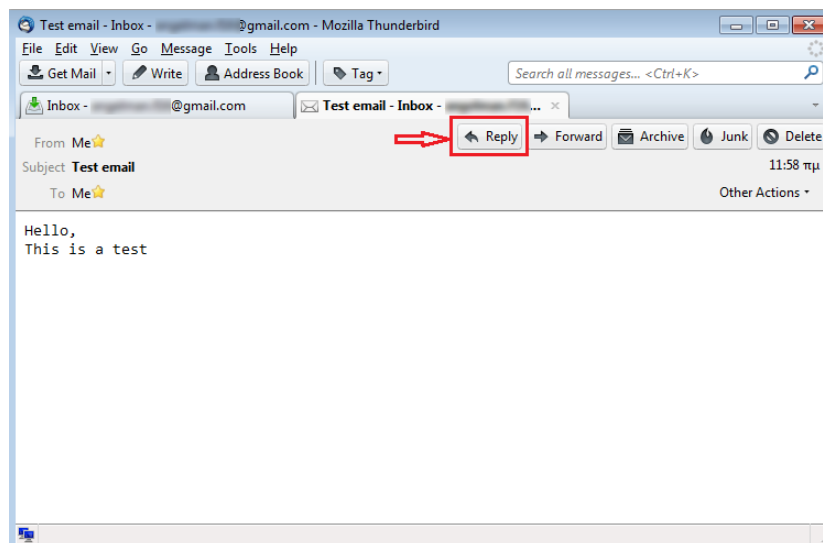 Test email - Inbox - @gmail.com - Mozilla Thunderbird
File Edit View Go Message Tools Help
Get Mail Write Address Book Tag Search all messages... <Ctrl+K>
Inbox - @gmail.com Test email - Inbox - ...
From Me Reply Forward Archive Junk Delete
Subject Test email 11:58 πμ
To Me Other Actions
Hello,
This is a test